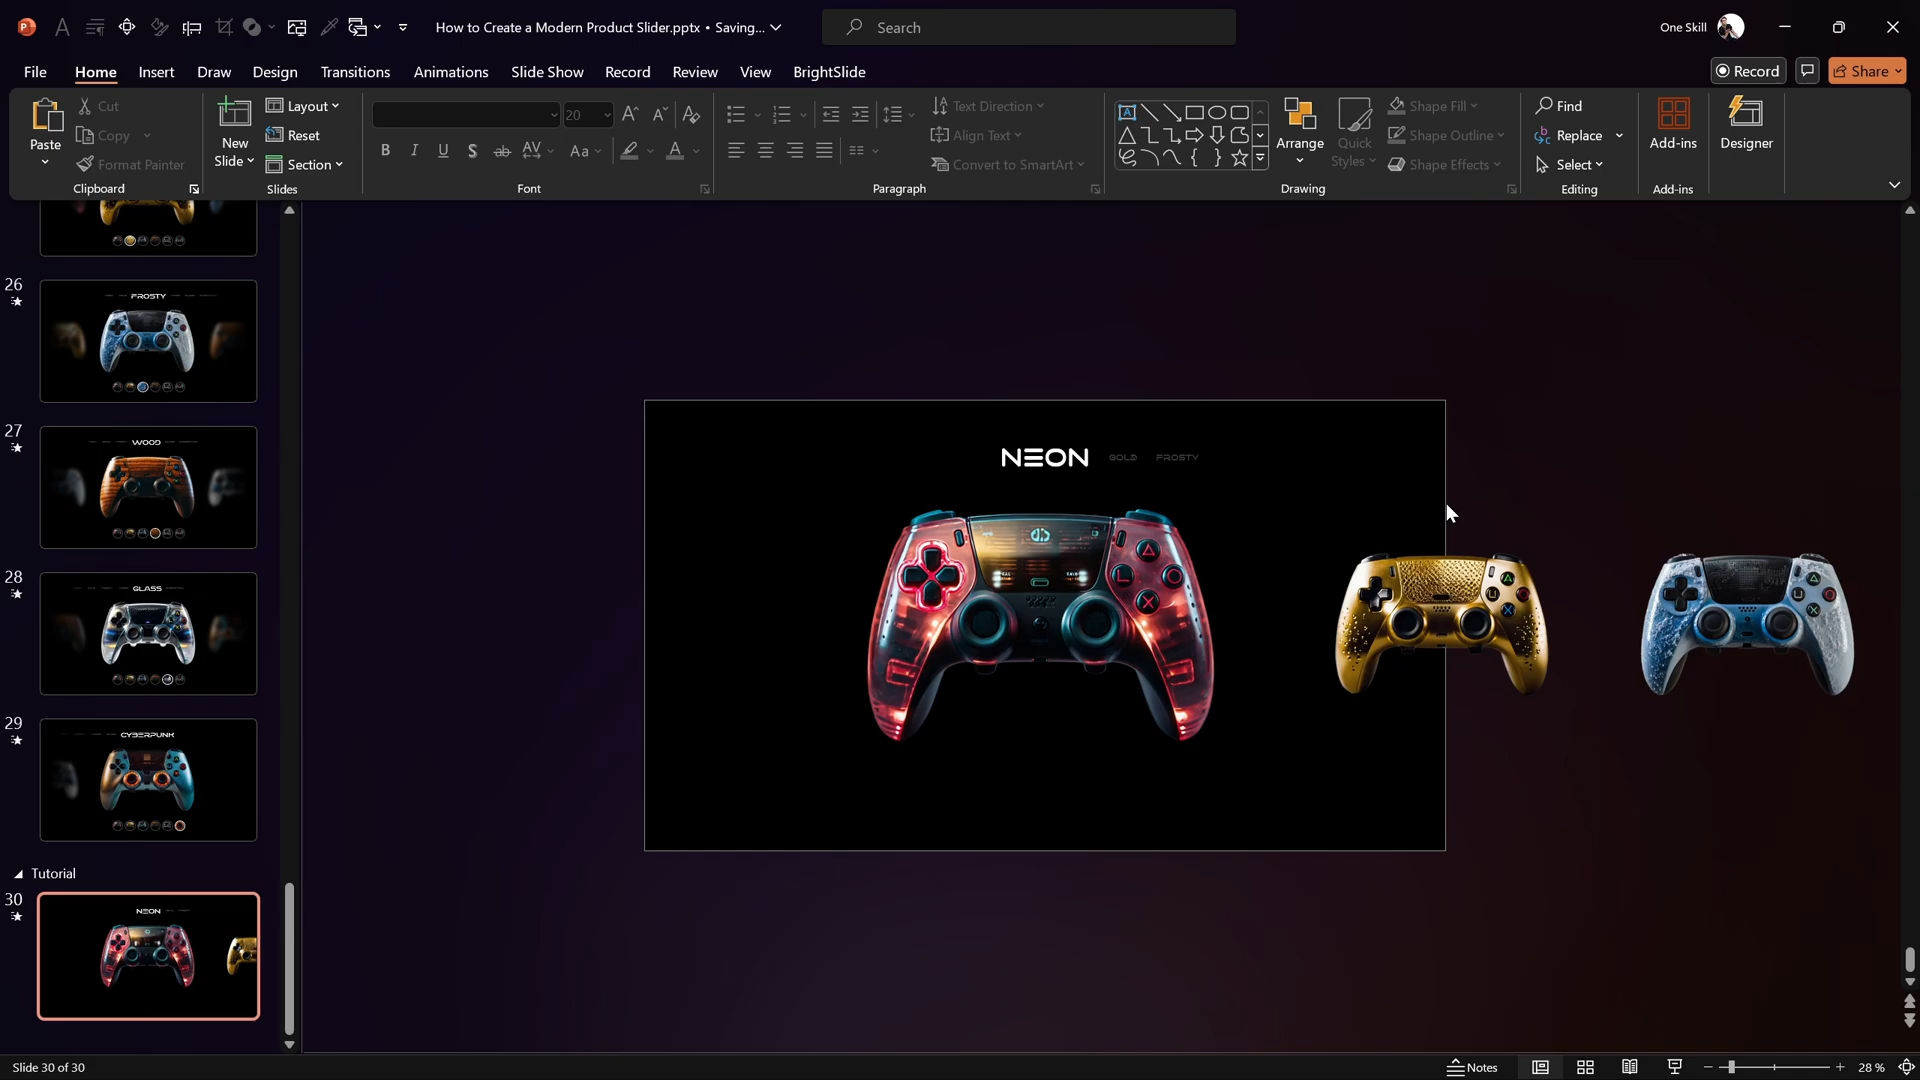 How to Create a Modern Product Slider.pptx • Saving...
Search
One Skill
File
Home
Insert
Draw
Design
Transitions
Animations
Slide Show
Record
Review
View
BrightSlide
Record
Share
Paste
Cut
Copy
Format Painter
Clipboard
New
Slide
Layout
Reset
Section
Slides
20
Font
Text Direction
Align Text
Convert to SmartArt
Paragraph
Arrange
Quick
Styles
Shape Fill
Shape Outline
Shape Effects
Drawing
Find
Replace
Select
Editing
Add-ins
Add-ins
Designer
26
FROSTY
27
WOOD
28
GLASS
29
CYBERPUNK
Tutorial
30
NEON
NEON GOLD FROSTY
Slide 30 of 30
Notes
28 %